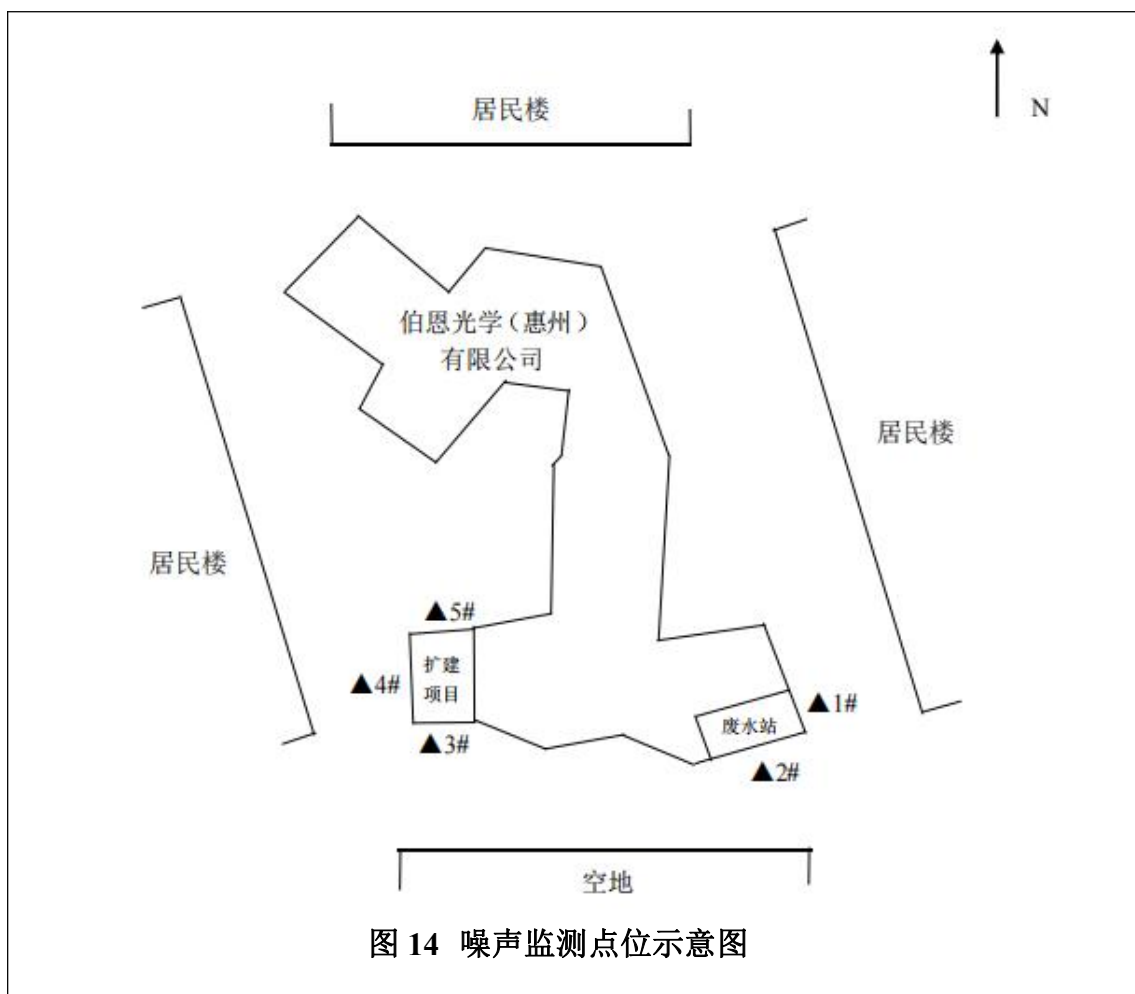 居民楼
N
伯恩光学（惠州）
有限公司
居民楼
居民楼
▲5#
扩建
项目
▲4#
▲3#
▲1#
废水站
▲2#
空地
图 14 噪声监测点位示意图